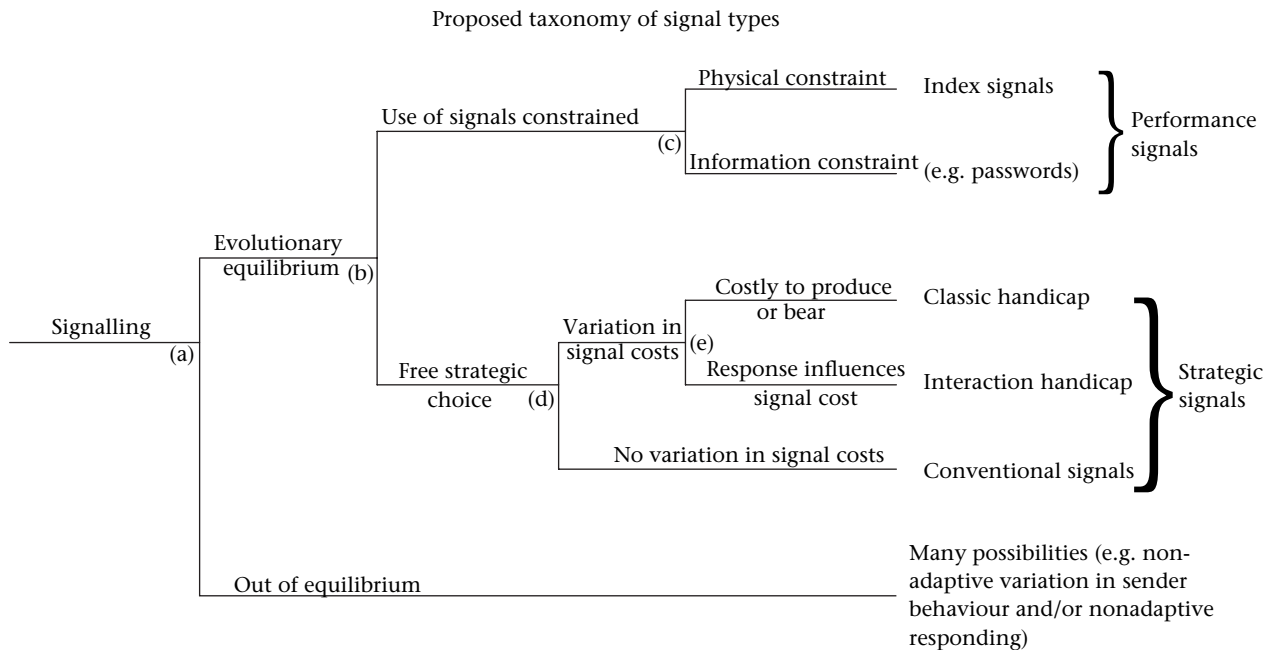 Proposed taxonomy of signal types
Physical constraint
Index signals
Use of signals constrained
(c)
Performance
signals
Information constraint
(e.g. passwords)
Evolutionary
equilibrium
(b)
Costly to produce
or bear
Classic handicap
Signalling
(a)
Variation in
signal costs
(e)
Free strategic
choice
(d)
Response influences
signal cost
Interaction handicap
Strategic
signals
No variation in signal costs
Conventional signals
Out of equilibrium
Many possibilities (e.g. non-
adaptive variation in sender
behaviour and/or nonadaptive
responding)